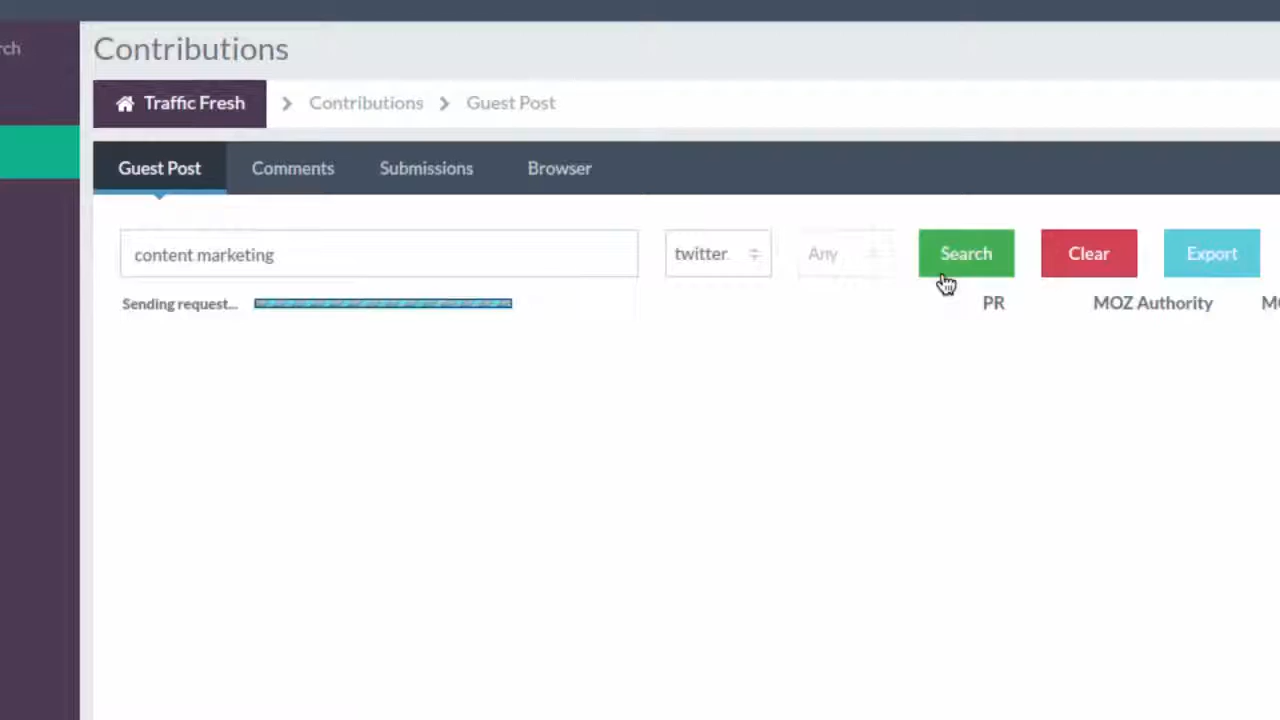 rch
Contributions
Traffic Fresh > Contributions > Guest Post
Guest Post Comments Submissions Browser
content marketing twitter Any Search Clear Export
Sending request... PR MOZ Authority